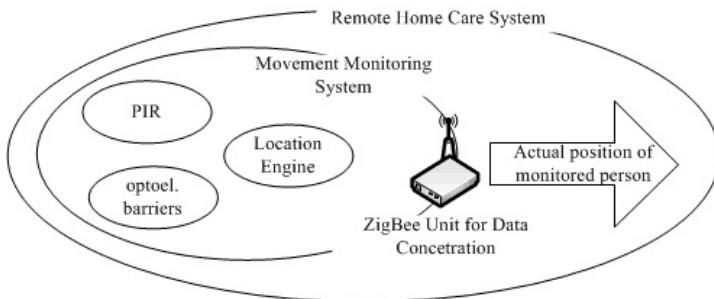 Remote Home Care System
Movement Monitoring
System
PIR
Location
Engine
optoel.
barriers
Actual position of
monitored person
ZigBee Unit for Data
Concetration